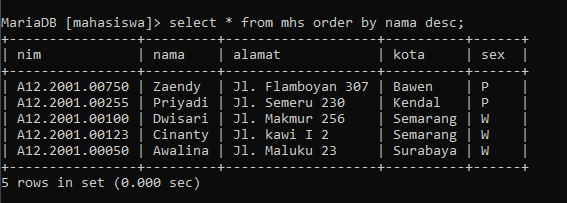 MariaDB [mahasiswa]> select * from mhs order by nama desc;
+----------------+---------+--------------------+----------+------+
| nim            | nama    | alamat             | kota     | sex  |
+----------------+---------+--------------------+----------+------+
| A12.2001.00750 | Zaendy  | Jl. Flamboyan 307  | Bawen    | P    |
| A12.2001.00255 | Priyadi | Jl. Semeru 230     | Kendal   | P    |
| A12.2001.00100 | Dwisari | Jl. Makmur 256     | Semarang | W    |
| A12.2001.00123 | Cinanty | Jl. kawi I 2       | Semarang | W    |
| A12.2001.00050 | Awalina | Jl. Maluku 23      | Surabaya | W    |
+----------------+---------+--------------------+----------+------+
5 rows in set (0.000 sec)